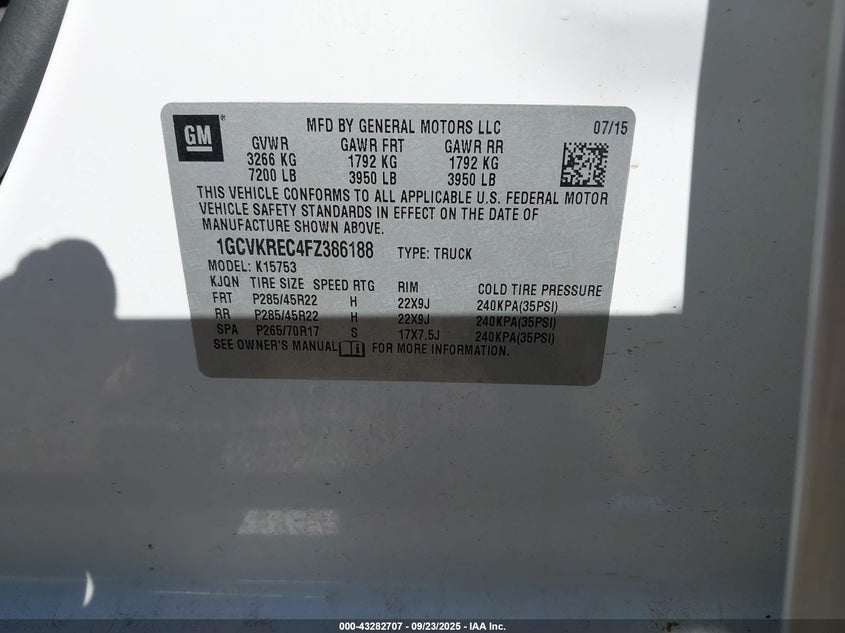 GM
MFD BY GENERAL MOTORS LLC 07/15
GVWR GAWR FRT GAWR RR
3266 KG 1792 KG 1792 KG
7200 LB 3950 LB 3950 LB
THIS VEHICLE CONFORMS TO ALL APPLICABLE U.S. FEDERAL MOTOR
VEHICLE SAFETY STANDARDS IN EFFECT ON THE DATE OF
MANUFACTURE SHOWN ABOVE.
1GCVKREC4FZ386188 TYPE: TRUCK
MODEL: K15753
KJQN TIRE SIZE SPEED RTG RIM COLD TIRE PRESSURE
FRT P285/45R22 H 22X9J 240KPA(35PSI)
RR P285/45R22 H 22X9J 240KPA(35PSI)
SPA P265/70R17 S 17X7.5J 240KPA(35PSI)
SEE OWNER'S MANUAL FOR MORE INFORMATION.
000-43282707 - 09/23/2025 - IAA Inc.